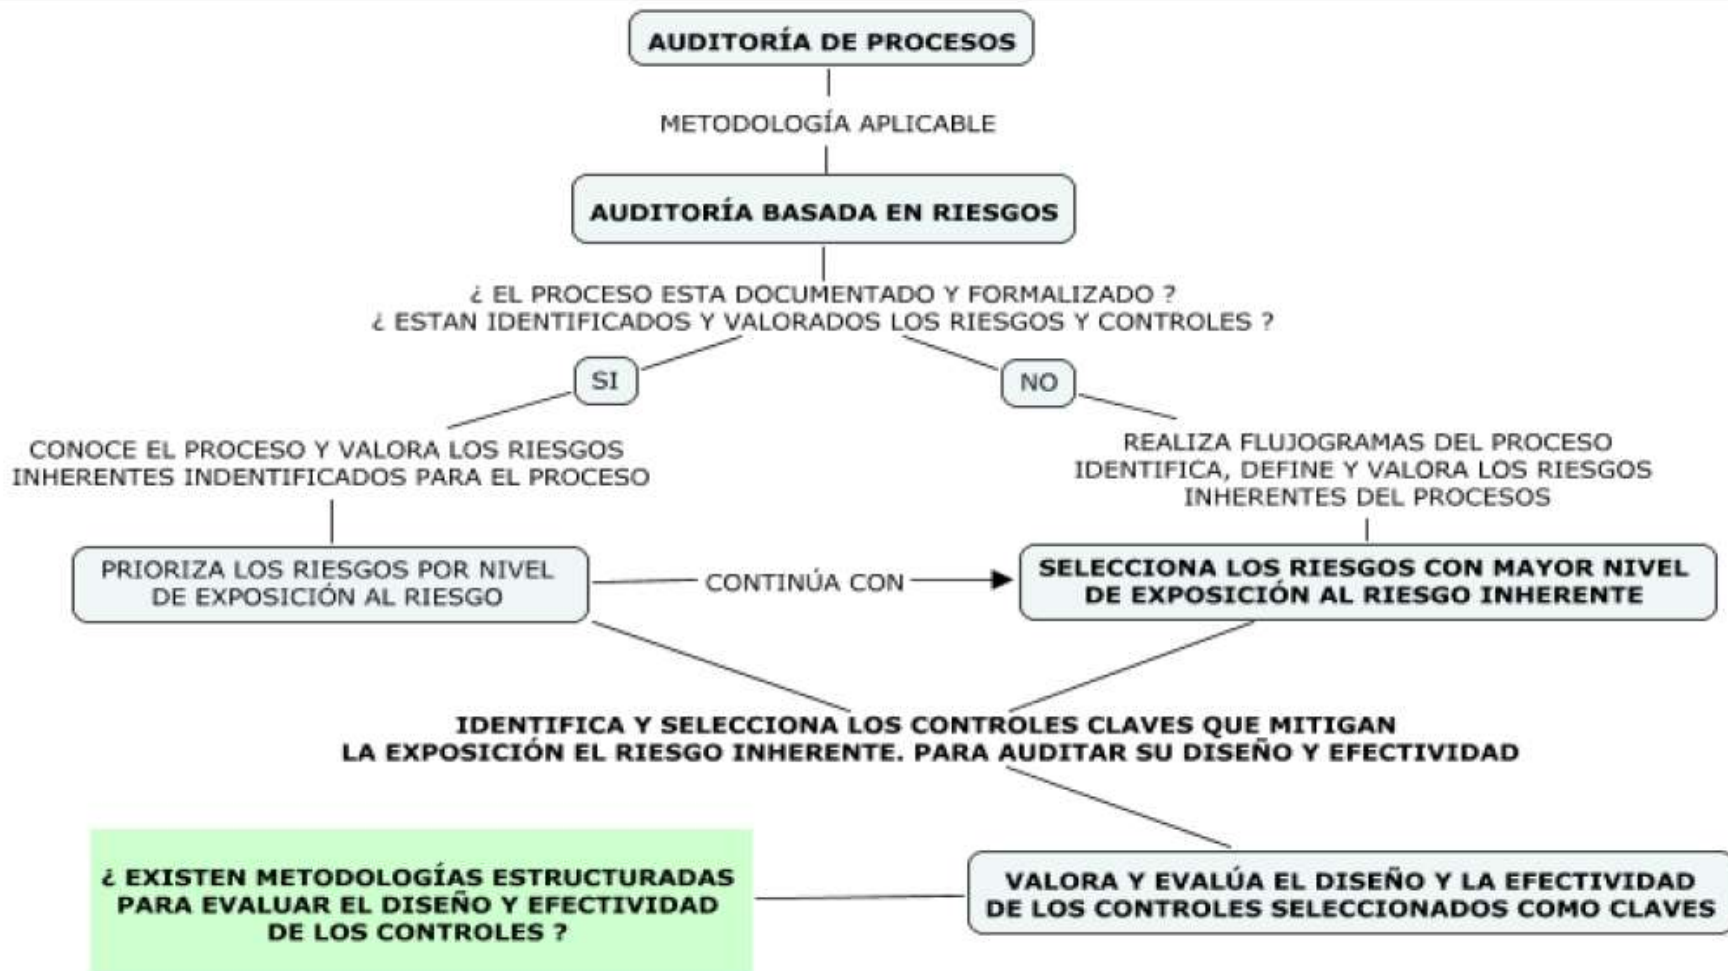 AUDITORÍA DE PROCESOS
METODOLOGÍA APLICABLE
AUDITORÍA BASADA EN RIESGOS
¿ EL PROCESO ESTA DOCUMENTADO Y FORMALIZADO ?
¿ ESTAN IDENTIFICADOS Y VALORADOS LOS RIESGOS Y CONTROLES ?
SI
NO
CONOCE EL PROCESO Y VALORA LOS RIESGOS
INHERENTES INDENTIFICADOS PARA EL PROCESO
REALIZA FLUJOGRAMAS DEL PROCESO
IDENTIFICA, DEFINE Y VALORA LOS RIESGOS
INHERENTES DEL PROCESOS
PRIORIZA LOS RIESGOS POR NIVEL
DE EXPOSICIÓN AL RIESGO
CONTINÚA CON
SELECCIONA LOS RIESGOS CON MAYOR NIVEL
DE EXPOSICIÓN AL RIESGO INHERENTE
IDENTIFICA Y SELECCIONA LOS CONTROLES CLAVES QUE MITIGAN
LA EXPOSICIÓN EL RIESGO INHERENTE. PARA AUDITAR SU DISEÑO Y EFECTIVIDAD
¿ EXISTEN METODOLOGÍAS ESTRUCTURADAS
PARA EVALUAR EL DISEÑO Y EFECTIVIDAD
DE LOS CONTROLES ?
VALORA Y EVALÚA EL DISEÑO Y LA EFECTIVIDAD
DE LOS CONTROLES SELECCIONADOS COMO CLAVES